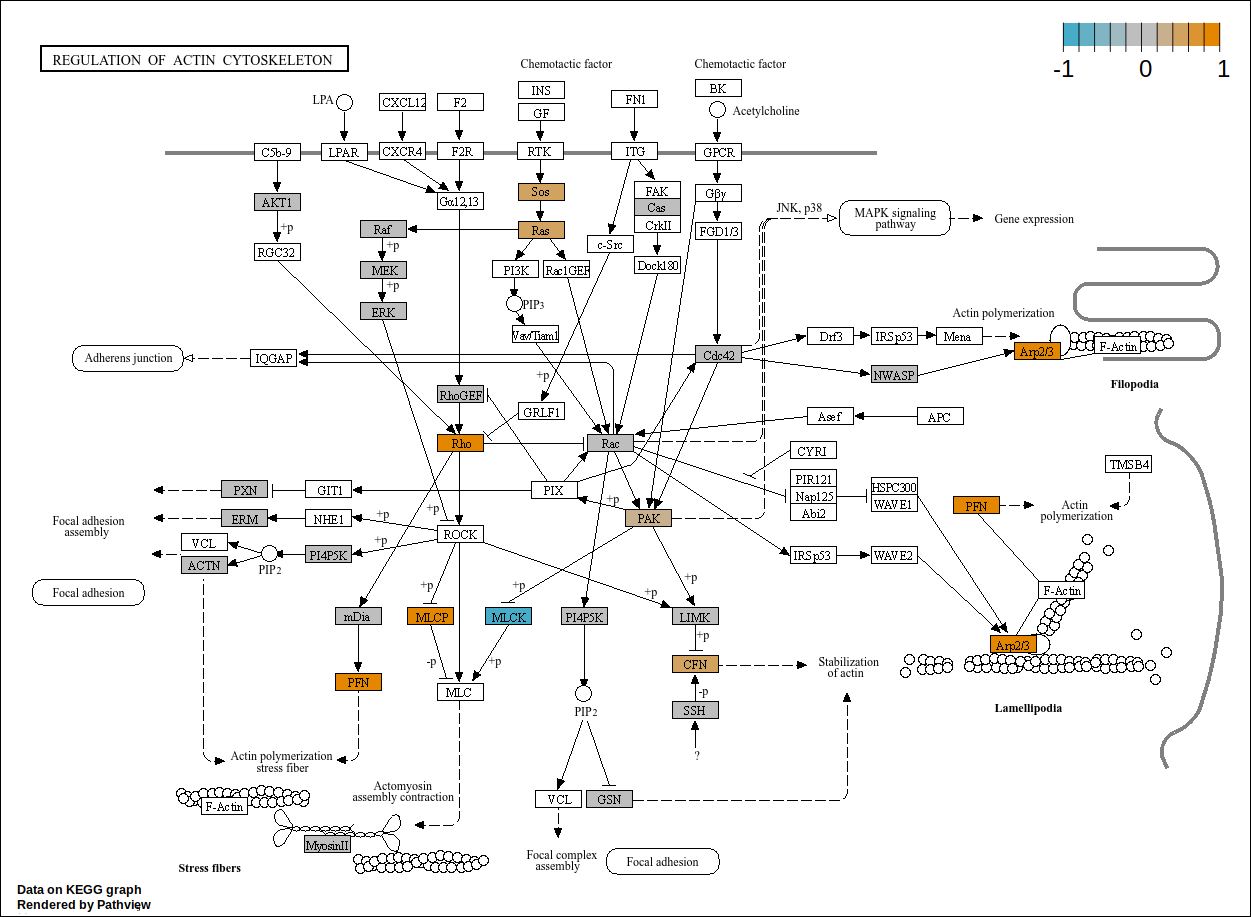 REGULATION OF ACTIN CYTOSKELETON
-1 0 1
Chemotactic factor
Chemotactic factor
LPA
CXCL12
F2
INS
GF
FN1
BK
Acetylcholine
C5b-9
LPAR
CXCR4
F2R
RTK
ITG
GPCR
AKT1
Gα12,13
Sos
FAK
Cas
CrkII
Gβγ
JNK, p38
MAPK signaling
pathway
Gene expression
+p
Raf
Ras
FGD1/3
RGC32
+p
c-Src
MEK
PI3K
Rac1GEF
Dock180
+p
ERK
PIP3
Vav/Tiam1
Actin polymerization
Drf3
IRSp53
Mena
Arp2/3
F-Actin
Adherens junction
IQGAP
Cdc42
NWASP
Filopodia
+p
RhoGEF
GRLF1
Asef
APC
Rho
Rac
CYRI
TMSB4
PXN
GIT1
PIX
PIR121
Nap125
Abi2
HSPC300
WAVE1
+p
PFN
Actin
polymerization
Focal adhesion
assembly
ERM
NHE1
+p
+p
PAK
ROCK
VCL
ACTN
PIP2
PI4P5K
+p
IRSp53
WAVE2
Focal adhesion
+p
+p
+p
+p
F-Actin
mDia
MLCP
MLCK
PI4P5K
LIMK
+p
Arp2/3
-p
+p
CFN
Stabilization
of actin
PFN
MLC
-p
SSH
PIP2
Lamellipodia
?
Actin polymerization
stress fiber
Actomyosin
assembly contraction
VCL
GSN
F-Actin
MyosinII
Stress fibers
Focal complex
assembly
Focal adhesion
Data on KEGG graph
Rendered by Pathview